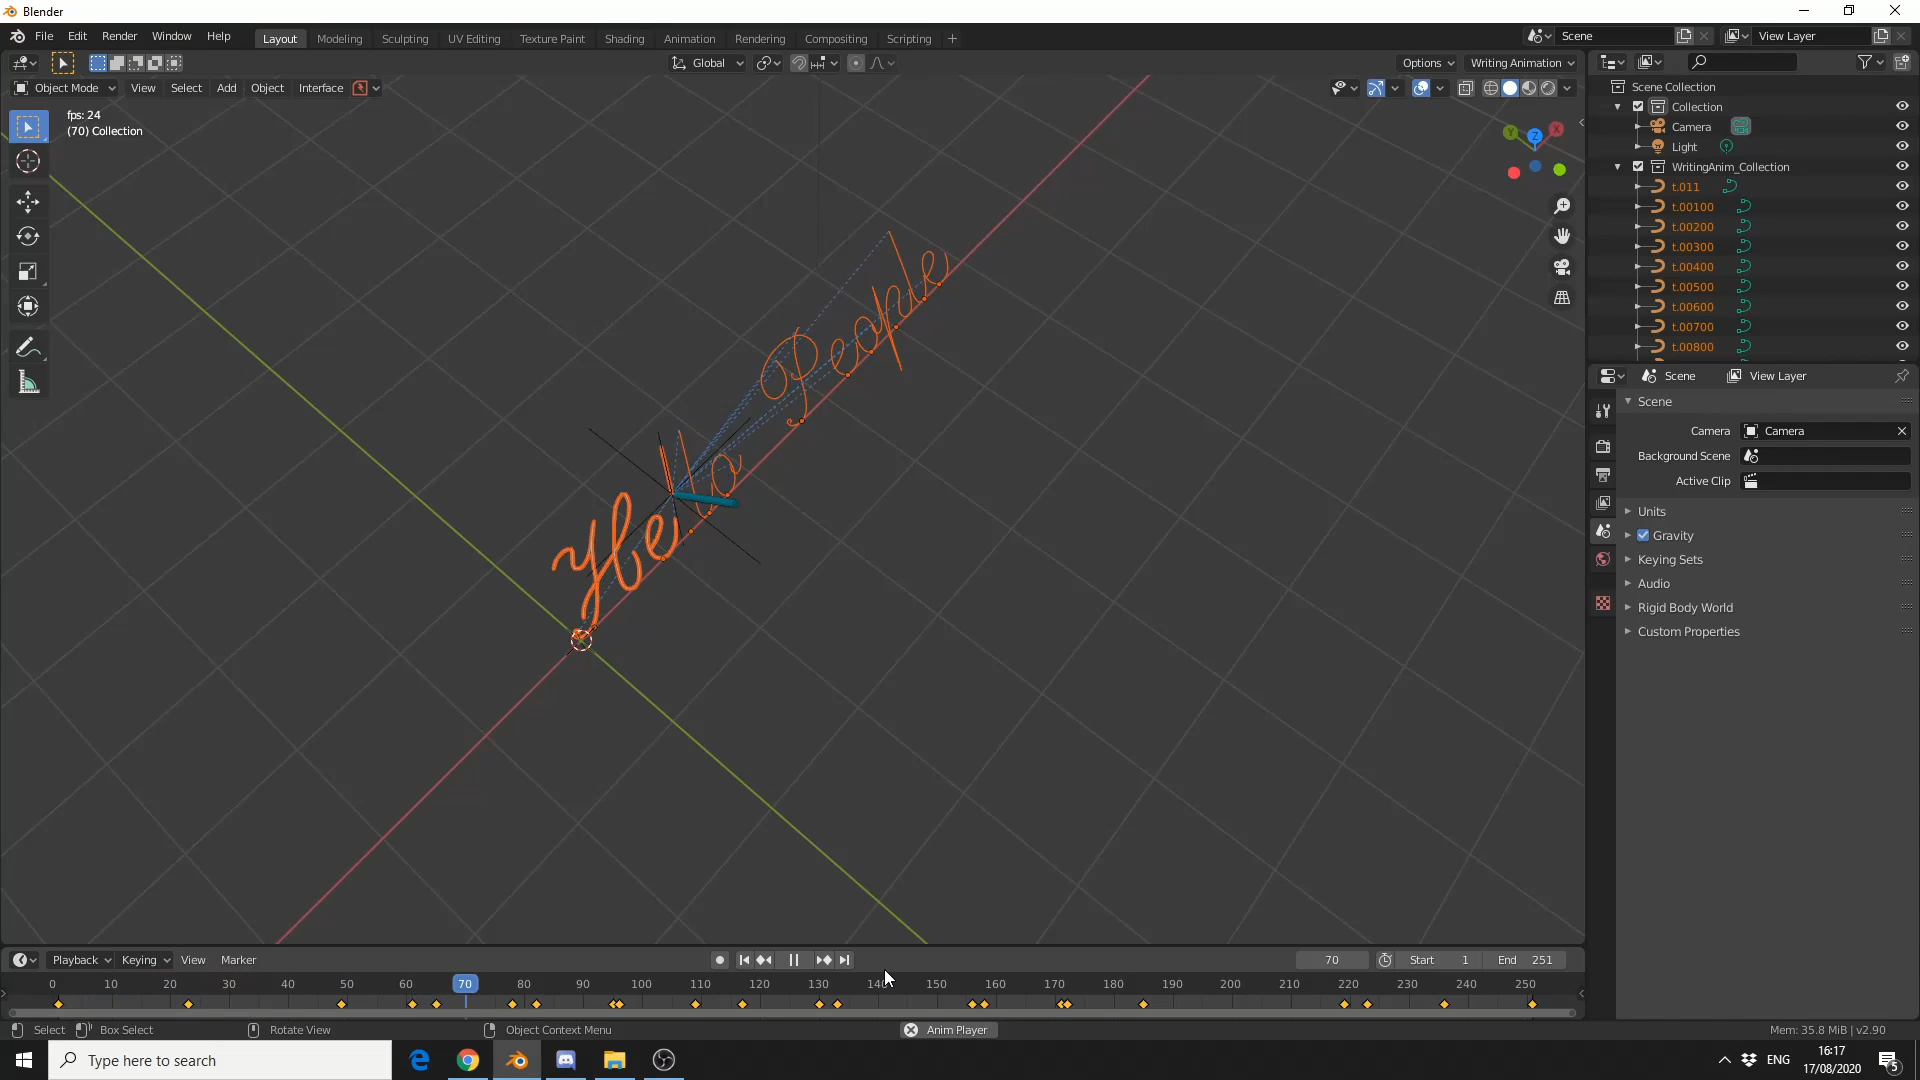 Blender
File Edit Render Window Help Layout Modeling Sculpting UV Editing Texture Paint Shading Animation Rendering Compositing Scripting + Scene View Layer
Global Options Writing Animation
Object Mode View Select Add Object Interface
fps: 24
(70) Collection
Y Z X
Hello People
Scene Collection
Collection
Camera
Light
WritingAnim_Collection
t.011
t.00100
t.00200
t.00300
t.00400
t.00500
t.00600
t.00700
t.00800
Scene View Layer
Scene
Camera Camera
Background Scene
Active Clip
Units
Gravity
Keying Sets
Audio
Rigid Body World
Custom Properties
Playback Keying View Marker 70 Start 1 End 251
0 10 20 30 40 50 60 70 80 90 100 110 120 130 140 150 160 170 180 190 200 210 220 230 240 250
Select Box Select Rotate View Object Context Menu Anim Player Mem: 35.8 MiB | v2.90
Type here to search
ENG
16:17
17/08/2020
5